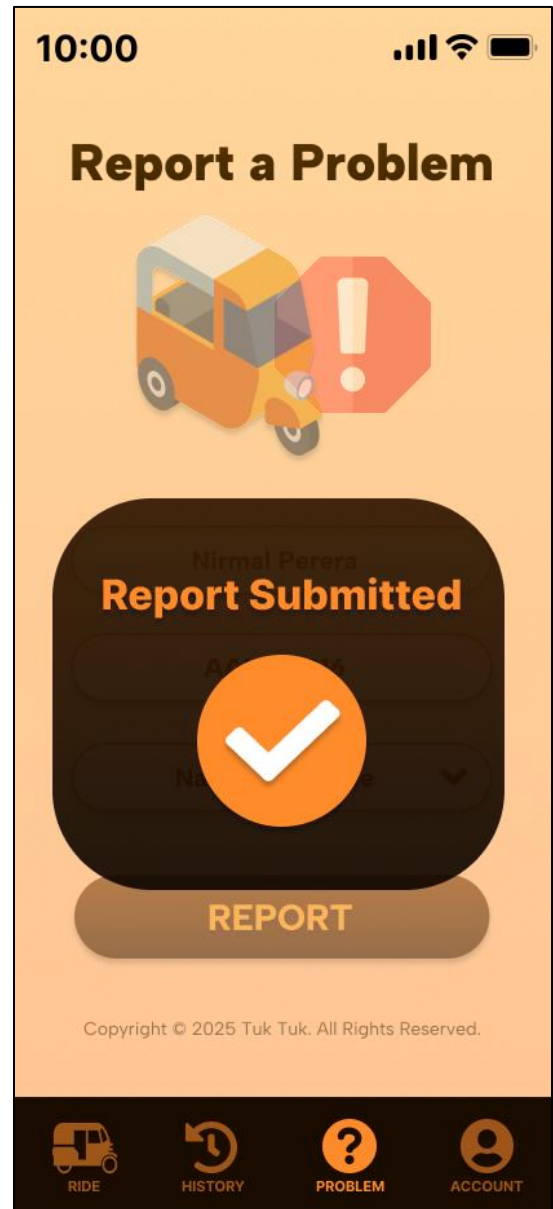 10:00
Report a Problem
Nirmal Perera
Report Submitted
REPORT
Copyright © 2025 Tuk Tuk. All Rights Reserved.
RIDE
HISTORY
PROBLEM
ACCOUNT